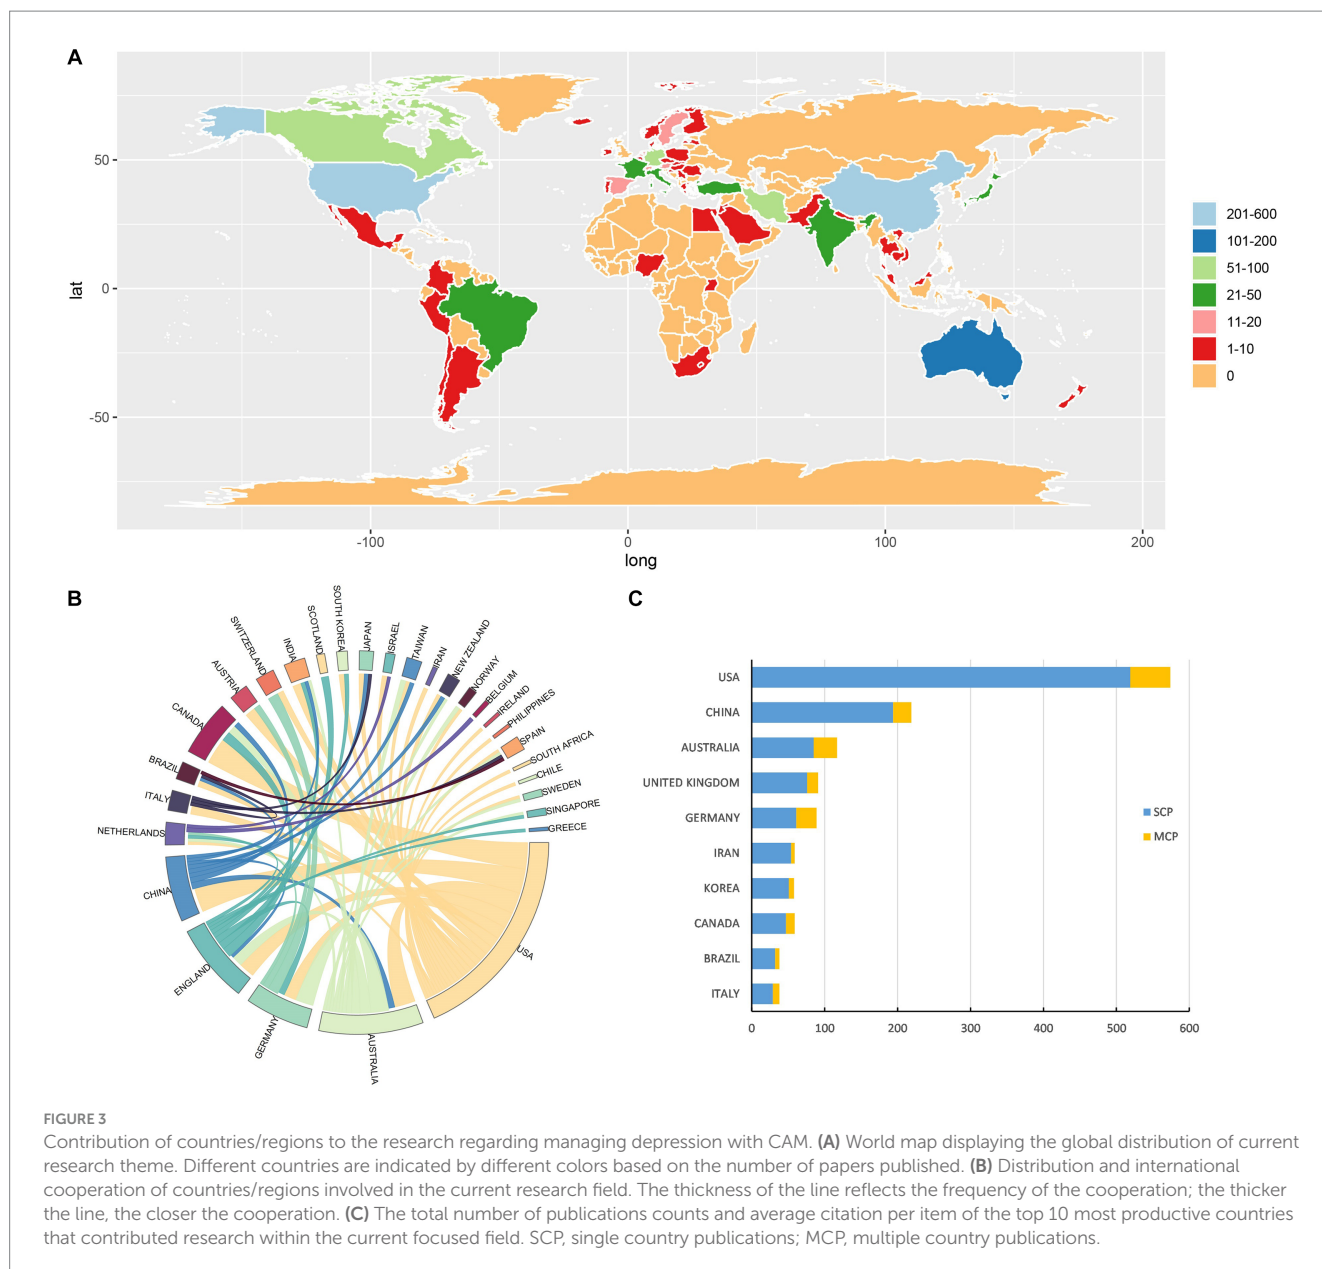 A
50
0
-50
lat
-100
0
100
200
long
201-600
101-200
51-100
21-50
11-20
1-10
0
B
CANADA
AUSTRIA
SWITZERLAND
INDIA
SCOTLAND
SOUTH KOREA
JAPAN
ISRAEL
TAIWAN
IRAN
NEW ZEALAND
NORWAY
BELGIUM
IRELAND
PHILIPPINES
SPAIN
SOUTH AFRICA
CHILE
SWEDEN
SINGAPORE
GREECE
USA
AUSTRALIA
GERMANY
ENGLAND
CHINA
NETHERLANDS
ITALY
BRAZIL
C
USA
CHINA
AUSTRALIA
UNITED KINGDOM
GERMANY
IRAN
KOREA
CANADA
BRAZIL
ITALY
0 100 200 300 400 500 600
SCP
MCP
FIGURE 3
Contribution of countries/regions to the research regarding managing depression with CAM. (A) World map displaying the global distribution of current
research theme. Different countries are indicated by different colors based on the number of papers published. (B) Distribution and international
cooperation of countries/regions involved in the current research field. The thickness of the line reflects the frequency of the cooperation; the thicker
the line, the closer the cooperation. (C) The total number of publications counts and average citation per item of the top 10 most productive countries
that contributed research within the current focused field. SCP, single country publications; MCP, multiple country publications.